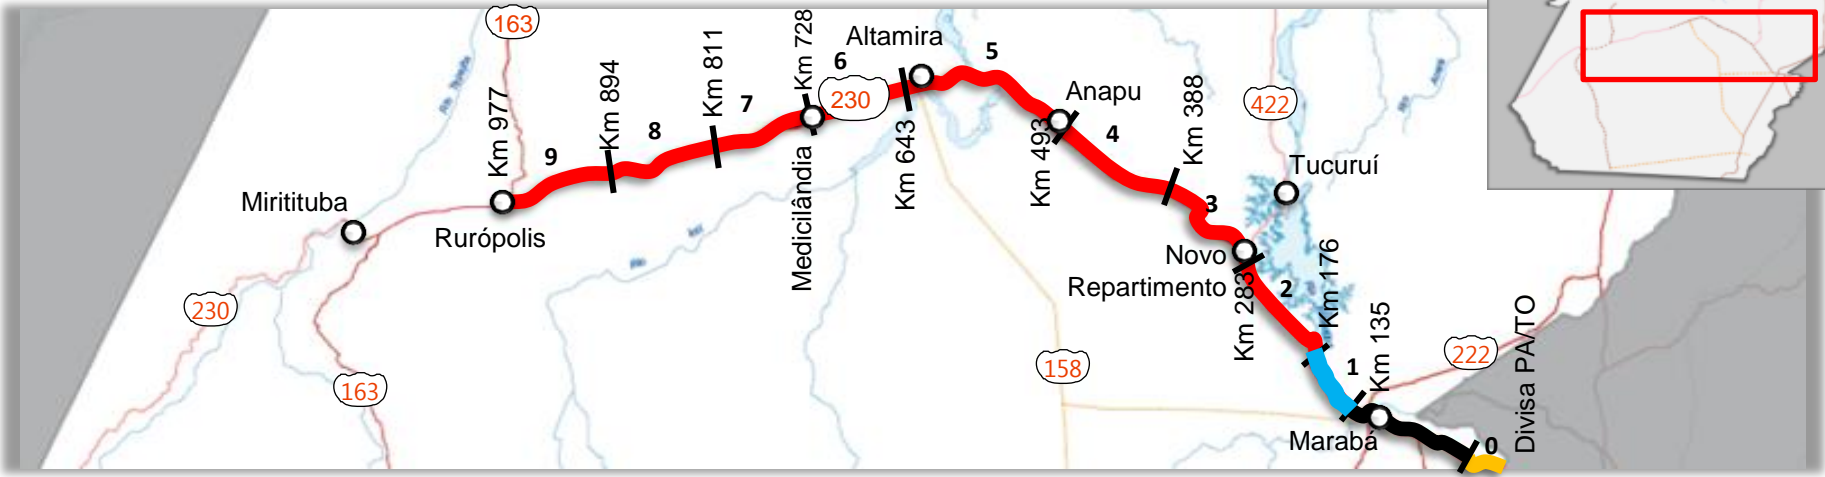 163
Altamira
6
5
Km 728
Km 811
Km 894
Km 977
230
7
8
9
Anapu
4
422
Km 388
Tucuruí
Km 643
Km 493
Medicilândia
Miritituba
Rurópolis
3
Novo
Repartimento
Km 283
2
Km 176
Km 135
1
230
163
158
222
Divisa PA/TO
Marabá
0